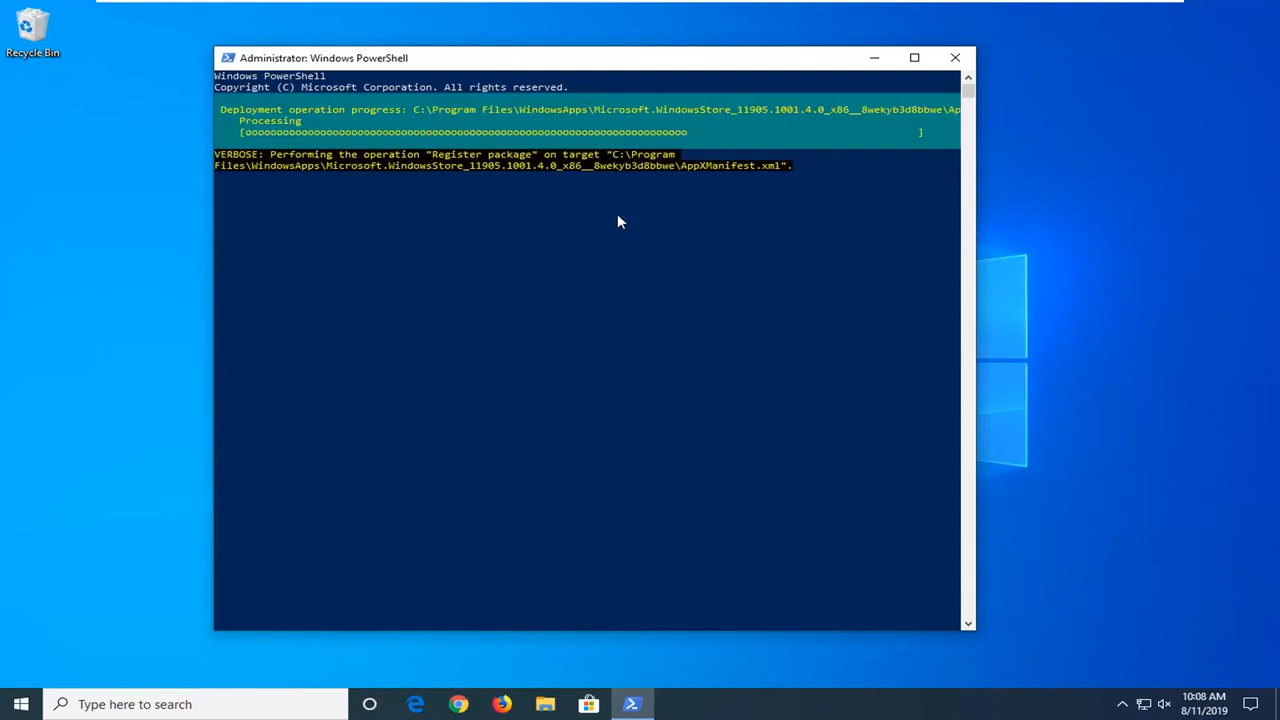 Recycle Bin
Administrator: Windows PowerShell
Windows PowerShell
Copyright (C) Microsoft Corporation. All rights reserved.
Deployment operation progress: C:\Program Files\WindowsApps\Microsoft.WindowsStore_11905.1001.4.0_x86__8wekyb3d8bbwe\Ap
Processing
[oooooooooooooooooooooooooooooooooooooooooooooooooooooooooooooooooooooooo ]
VERBOSE: Performing the operation "Register package" on target "C:\Program
Files\WindowsApps\Microsoft.WindowsStore_11905.1001.4.0_x86__8wekyb3d8bbwe\AppXManifest.xml".
Type here to search
10:08 AM
8/11/2019